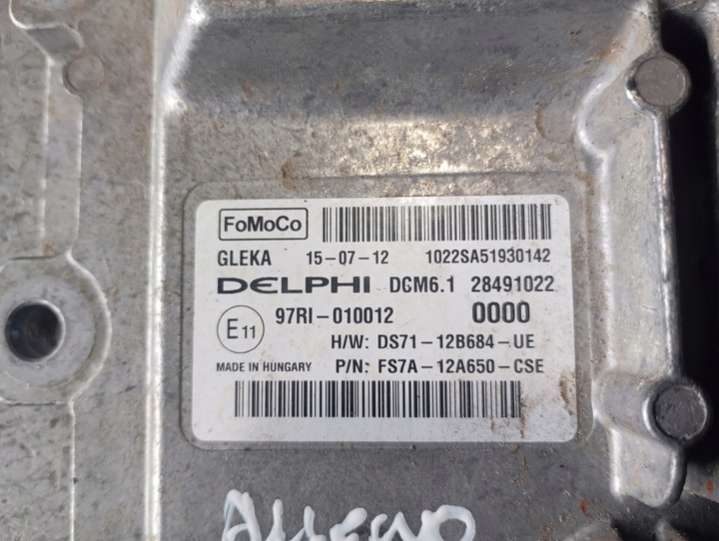 FoMoCo
GLEKA 15-07-12 1022SA51930142
DELPHI DCM6.1 28491022
E11 97RI-010012 0000
H/W: DS71-12B684-UE
MADE IN HUNGARY P/N: FS7A-12A650-CSE